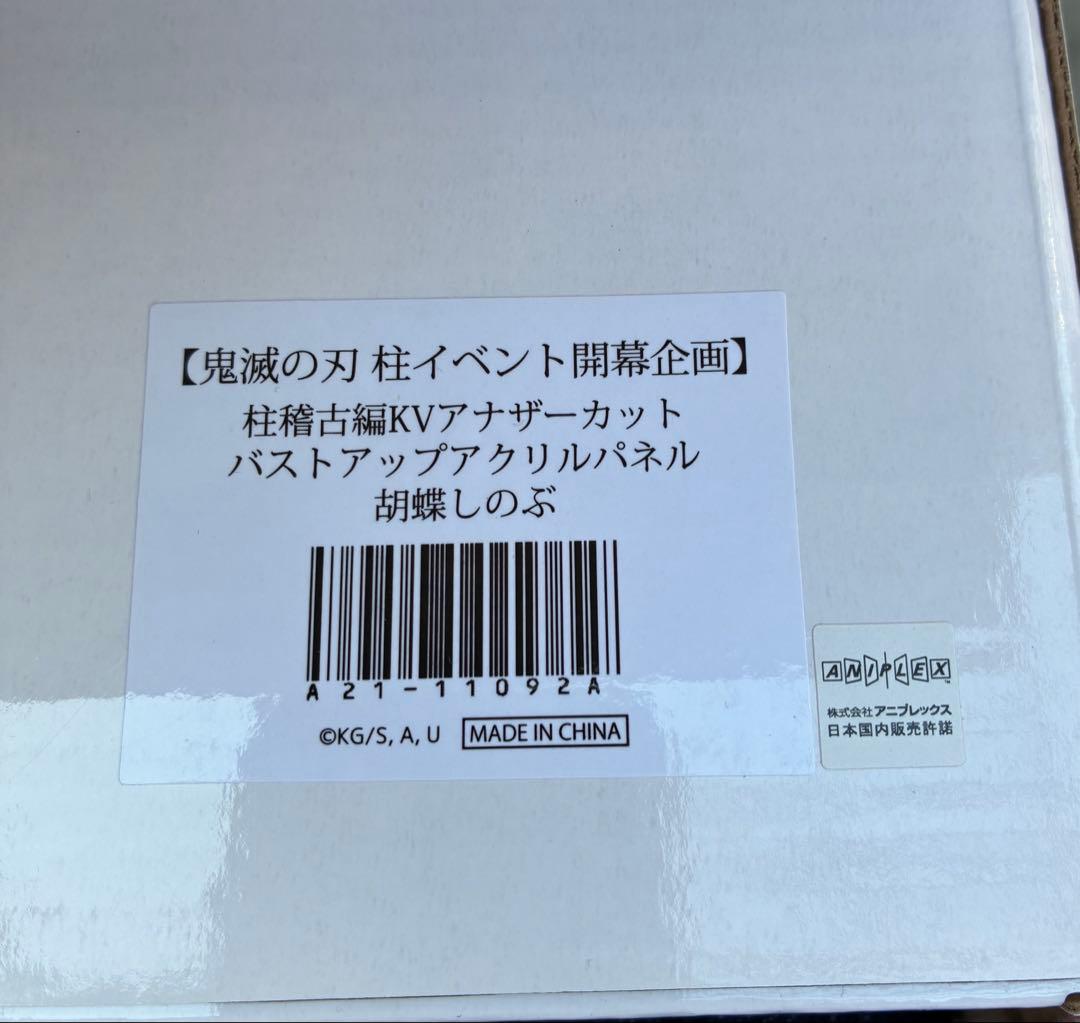 【鬼滅の刃 柱イベント開幕企画】
柱稽古編KVアナザーカット
バストアップアクリルパネル
胡蝶しのぶ
A21-11092A
©KG/S, A, U MADE IN CHINA
ANIPLEX™
株式会社 アニプレックス
日本国内販売許諾